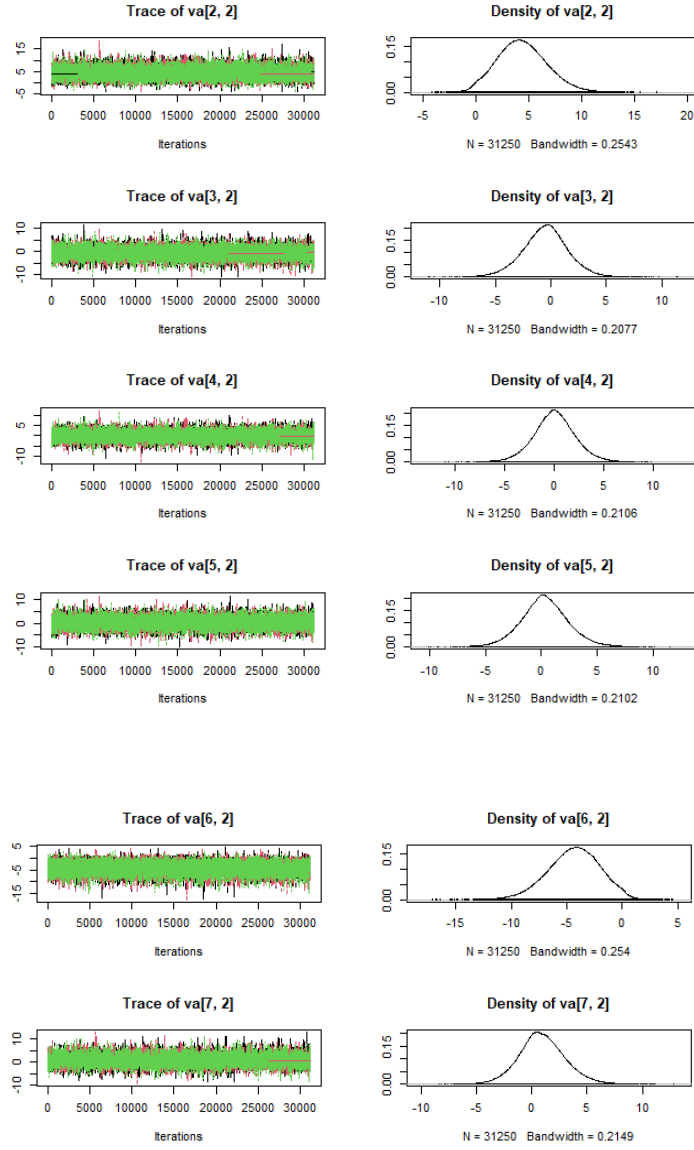 Trace of va[2, 2]
Density of va[2, 2]
-5 5 15
0.00 0.15
0 5000 10000 15000 20000 25000 30000
-5 0 5 10 15 20
Iterations
N = 31250 Bandwidth = 0.2543
Trace of va[3, 2]
Density of va[3, 2]
-10 0 10
0.00 0.15
0 5000 10000 15000 20000 25000 30000
-10 -5 0 5 10
Iterations
N = 31250 Bandwidth = 0.2077
Trace of va[4, 2]
Density of va[4, 2]
-10 5
0.00 0.15
0 5000 10000 15000 20000 25000 30000
-10 -5 0 5 10
Iterations
N = 31250 Bandwidth = 0.2106
Trace of va[5, 2]
Density of va[5, 2]
-10 0 10
0.00 0.15
0 5000 10000 15000 20000 25000 30000
-10 -5 0 5 10
Iterations
N = 31250 Bandwidth = 0.2102
Trace of va[6, 2]
Density of va[6, 2]
-15 -5 5
0.00 0.15
0 5000 10000 15000 20000 25000 30000
-15 -10 -5 0 5
Iterations
N = 31250 Bandwidth = 0.254
Trace of va[7, 2]
Density of va[7, 2]
-10 0 10
0.00 0.15
0 5000 10000 15000 20000 25000 30000
-10 -5 0 5 10
Iterations
N = 31250 Bandwidth = 0.2149